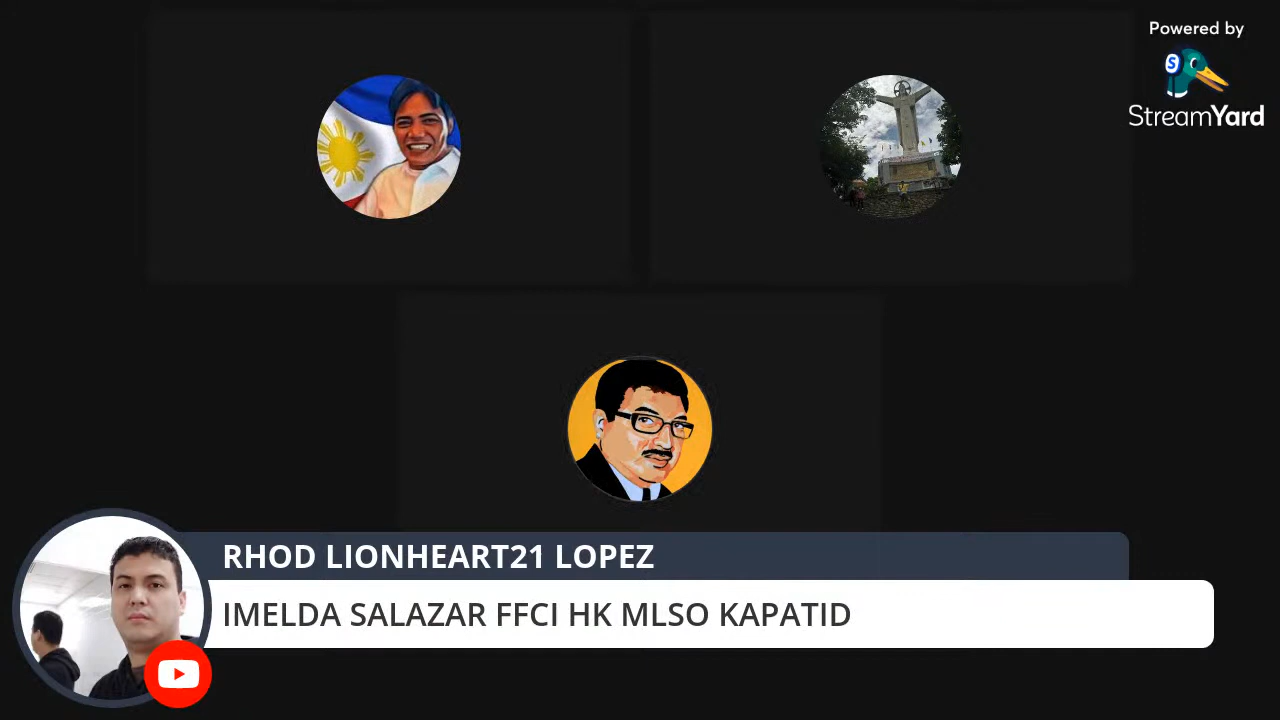 Powered by
S
StreamYard
RHOD LIONHEART21 LOPEZ
IMELDA SALAZAR FFCI HK MLSO KAPATID